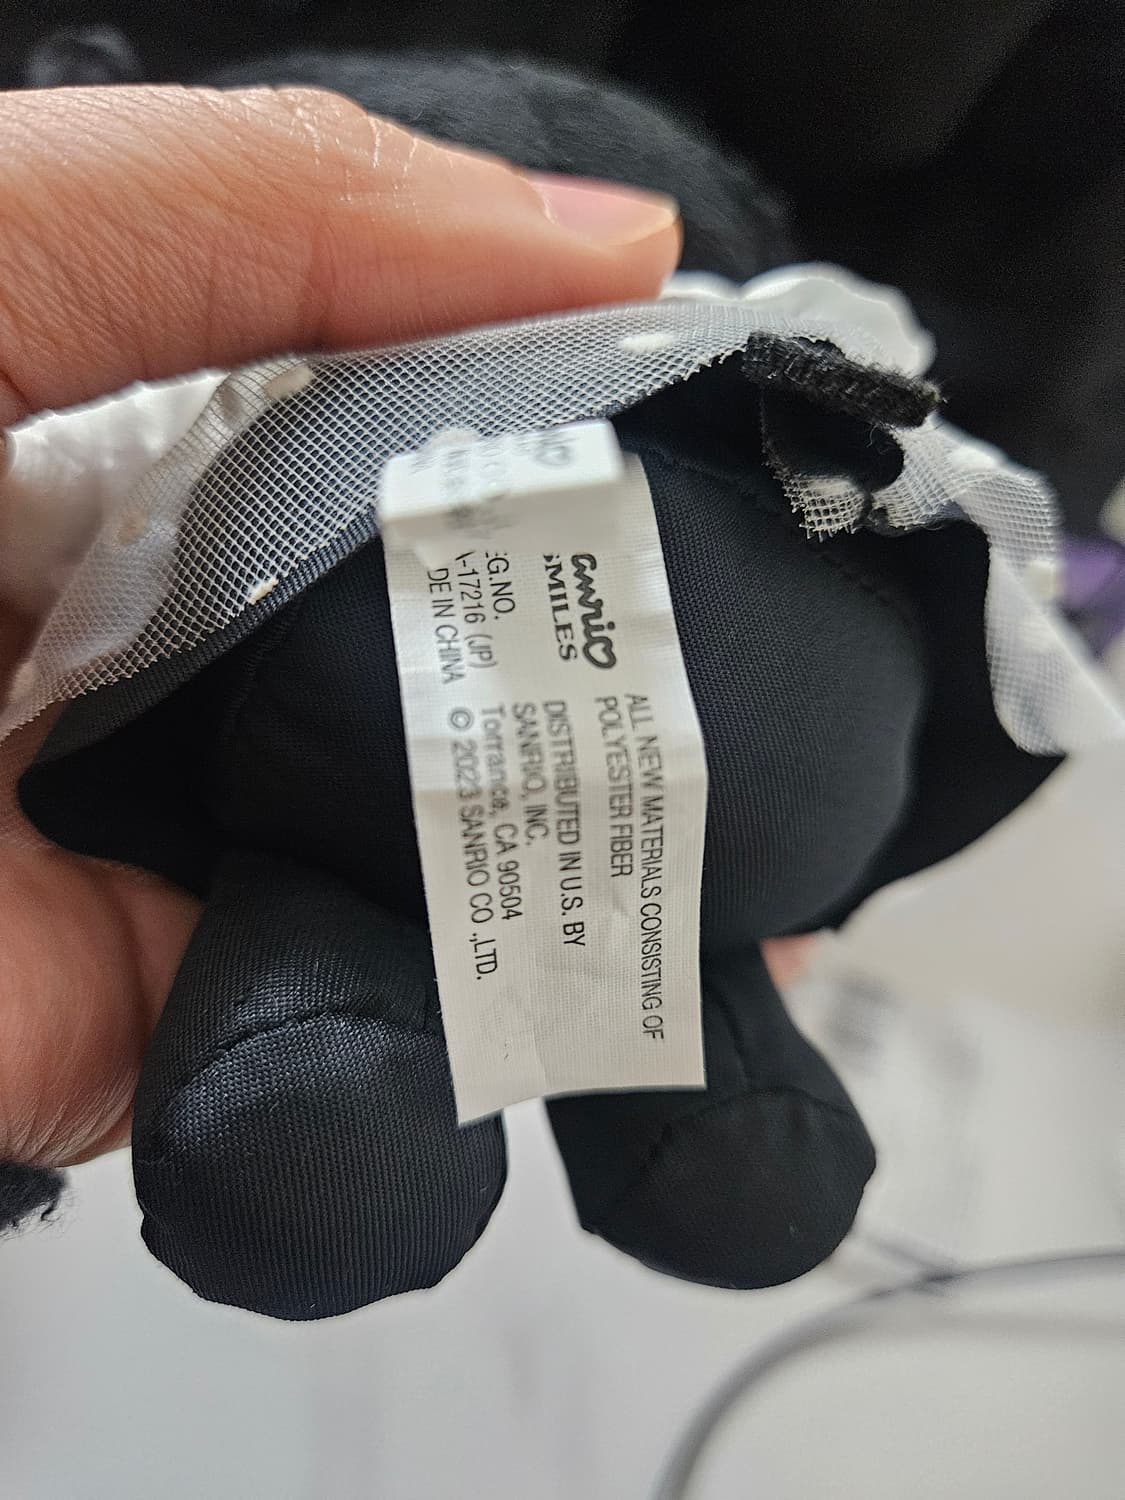 ALL NEW MATERIALS CONSISTING OF
POLYESTER FIBER
anrio
MILES
DISTRIBUTED IN U.S. BY
SANRIO, INC.
Torrance, CA 90504
EG.NO.
-17216 (JP)
DE IN CHINA
© 2023 SANRIO CO .,LTD.